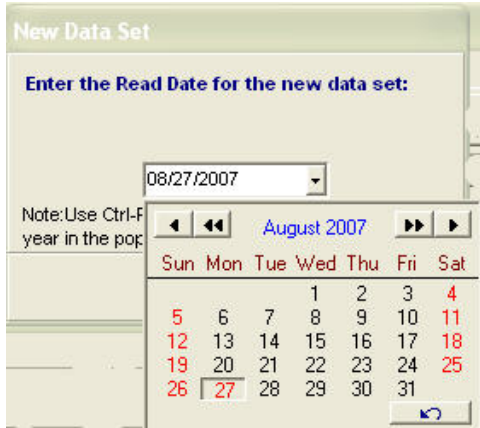 New Data Set
Enter the Read Date for the new data set:
08/27/2007
Note:Use Ctrl-
year in the pop
August 2007
Sun Mon Tue Wed Thu Fri Sat
1 2 3 4
5 6 7 8 9 10 11
12 13 14 15 16 17 18
19 20 21 22 23 24 25
26 27 28 29 30 31